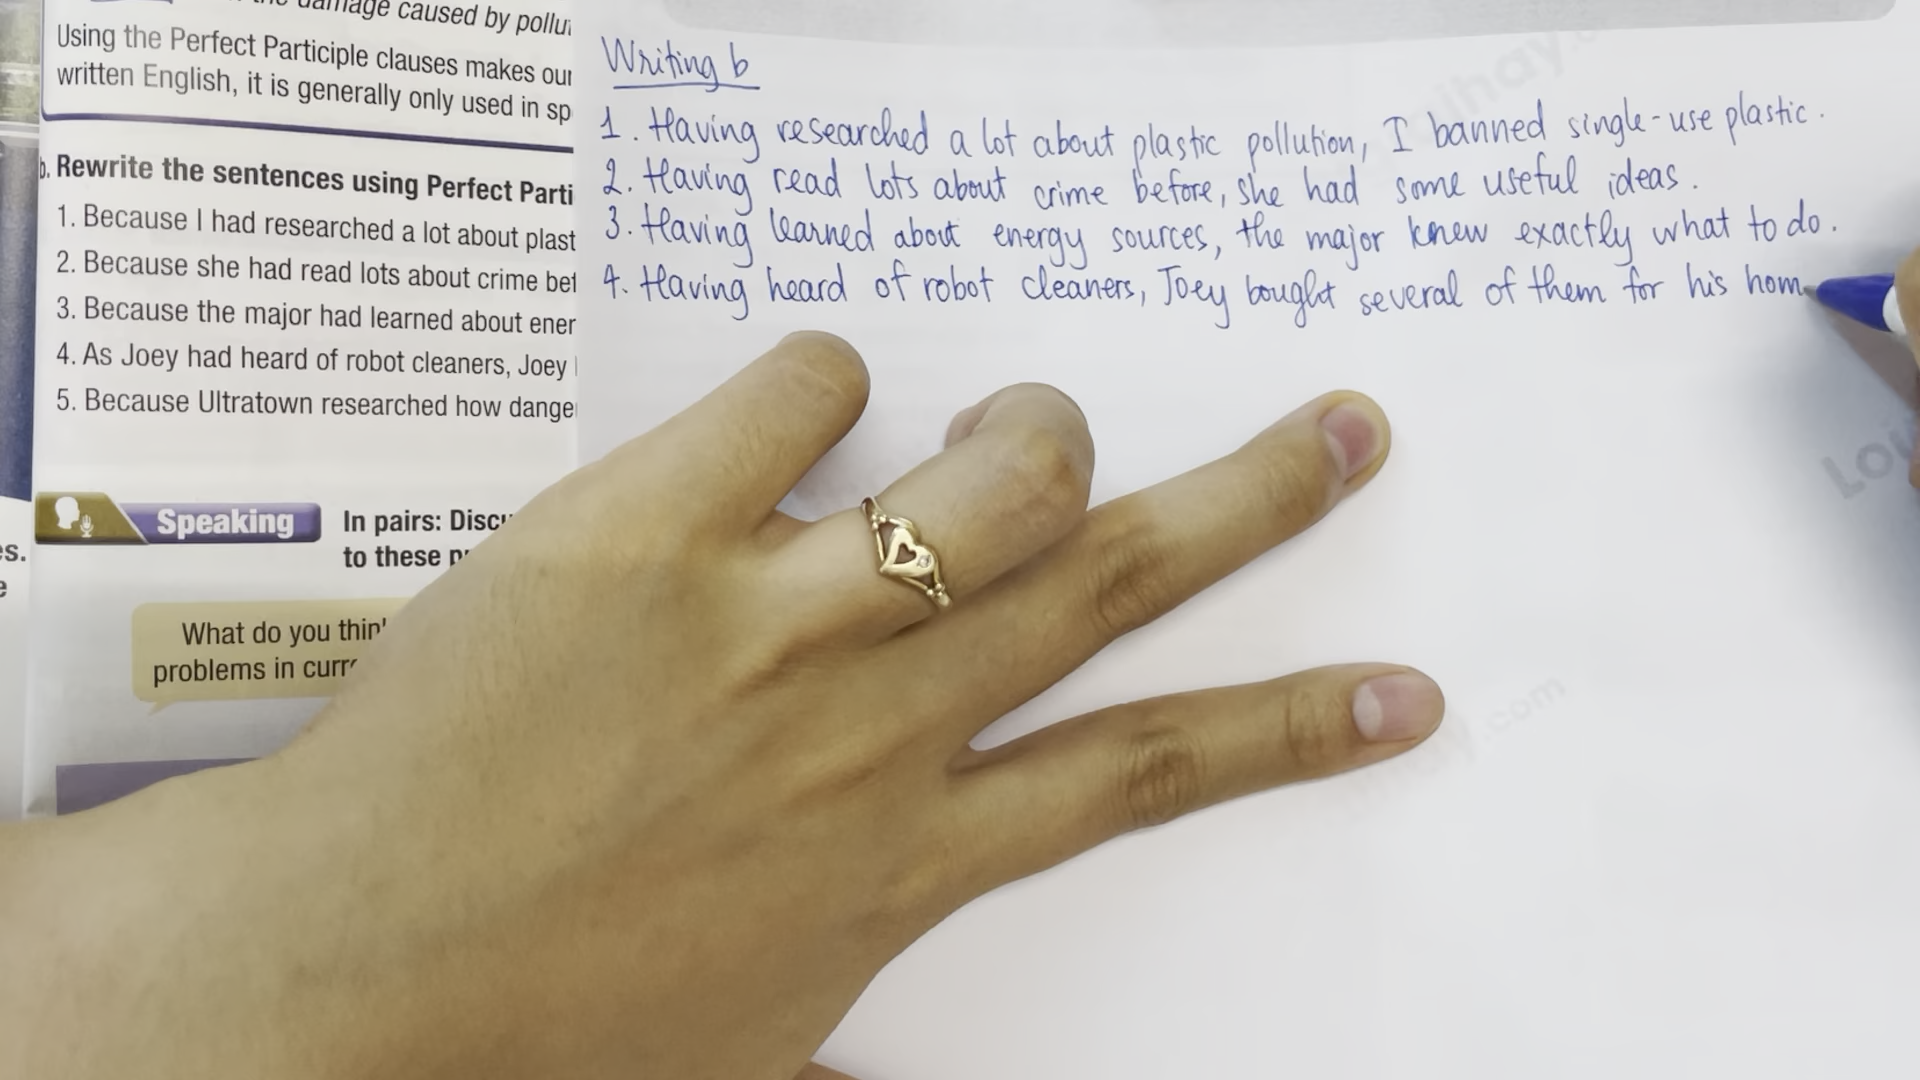 damage caused by pollu
Using the Perfect Participle clauses makes our
written English, it is generally only used in sp
b. Rewrite the sentences using Perfect Parti
1. Because I had researched a lot about plast
2. Because she had read lots about crime bef
3. Because the major had learned about ener
4. As Joey had heard of robot cleaners, Joey
5. Because Ultratown researched how dange
Speaking
In pairs: Discu
to these pr
What do you thin
problems in curre
es.
e
Writing b
1. Having researched a lot about plastic pollution, I banned single-use plastic.
2. Having read lots about crime before, she had some useful ideas.
3. Having learned about energy sources, the major knew exactly what to do.
4. Having heard of robot cleaners, Joey bought several of them for his hom
Loi
.com